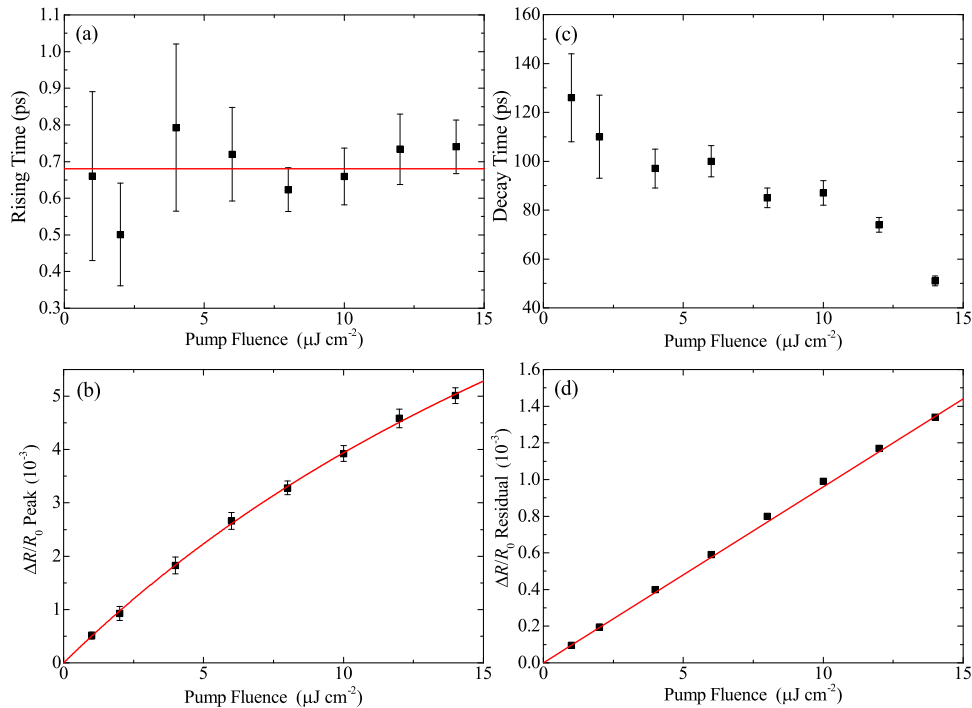 (a)
1.1
1.0
0.9
0.8
0.7
0.6
0.5
0.4
0.3
Rising Time (ps)
0 5 10 15
Pump Fluence (μJ cm⁻²)
(c)
160
140
120
100
80
60
40
Decay Time (ps)
0 5 10 15
Pump Fluence (μJ cm⁻²)
(b)
5
4
3
2
1
0
ΔR/R₀ Peak (10⁻³)
0 5 10 15
Pump Fluence (μJ cm⁻²)
(d)
1.6
1.4
1.2
1.0
0.8
0.6
0.4
0.2
0.0
ΔR/R₀ Residual (10⁻³)
0 5 10 15
Pump Fluence (μJ cm⁻²)